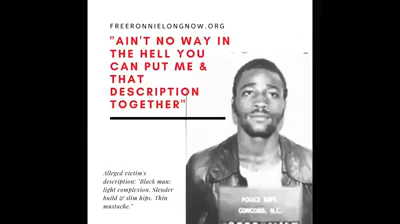 FREERONNIELONGNOW.ORG
"AIN'T NO WAY IN
THE HELL YOU
CAN PUT ME &
THAT
DESCRIPTION
TOGETHER"
Alleged victim's
description; "Black man;
light complexion. Slender
build & slim hips. Thin
mustache."
POLICE DEPT.
CONCORD, N.C.